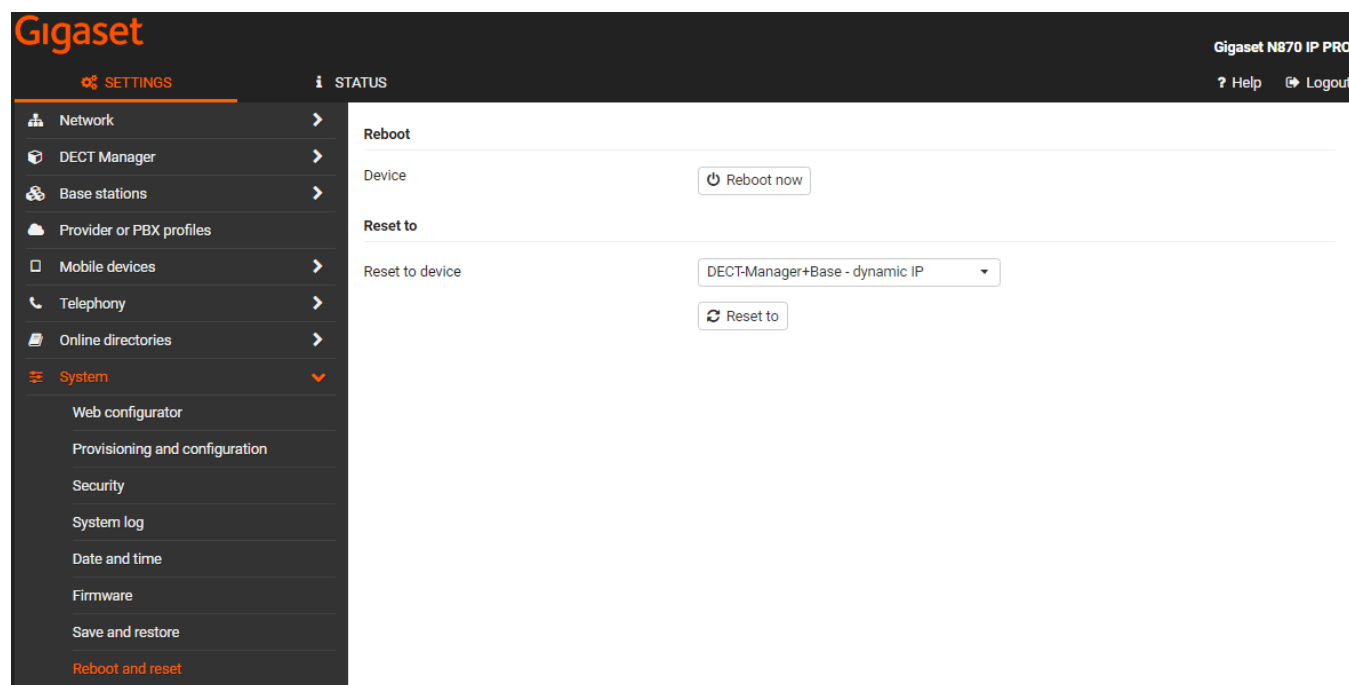 Gigaset
Gigaset N870 IP PRO
SETTINGS
STATUS
? Help
Logout
Network
DECT Manager
Base stations
Provider or PBX profiles
Mobile devices
Telephony
Online directories
System
Web configurator
Provisioning and configuration
Security
System log
Date and time
Firmware
Save and restore
Reboot and reset
Reboot
Device
Reboot now
Reset to
Reset to device
DECT-Manager+Base - dynamic IP
Reset to